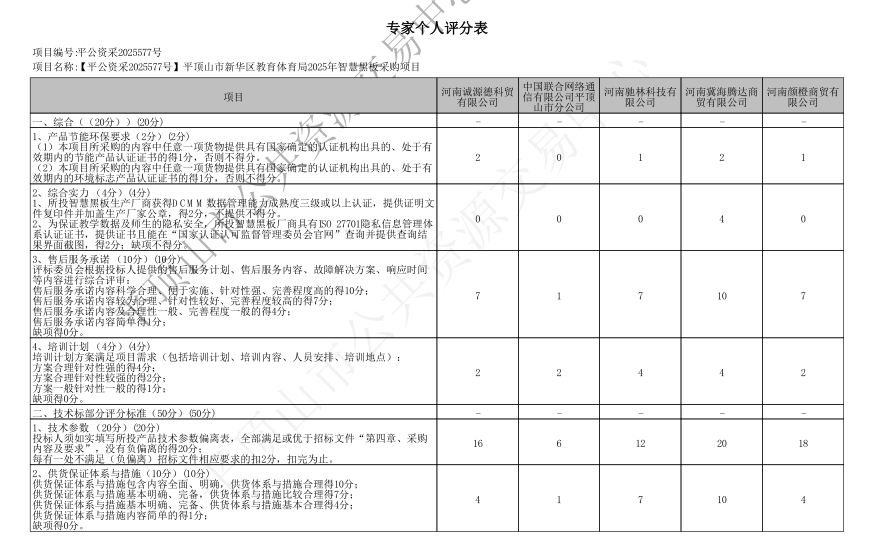 专家个人评分表
项目编号:平公资采2025577号
项目名称:【平公资采2025577号】平顶山市新华区教育体育局2025年智慧黑板采购项目
项目 河南诚源德科贸有限公司 中国联合网络通信有限公司平顶山市分公司 河南驰林科技有限公司 河南冀海腾达商贸有限公司 河南颜橙商贸有限公司
一、综合（（20分））(20分) - - - - -
1、产品节能环保要求（2分）(2分)
（1）本项目所采购的内容中任意一项货物提供具有国家确定的认证机构出具的、处于有
效期内的节能产品认证证书的得1分，否则不得分。
（2）本项目所采购的内容中任意一项货物提供具有国家确定的认证机构出具的、处于有
效期内的环境标志产品认证证书的得1分，否则不得分。
2 0 1 2 1
2、综合实力（4分）(4分)
1、所投智慧黑板生产厂商获得DCMM 数据管理能力成熟度三级或以上认证，提供证明文
件复印件并加盖生产厂家公章，得2分，不提供不得分。
2、为保证教学数据及师生的隐私安全，所投智慧黑板厂商具有ISO 27701隐私信息管理体
系认证证书，提供证书且能在“国家认证认可监督管理委员会官网”查询并提供查询结
果界面截图，得2分；缺项不得分。
0 0 0 4 0
3、售后服务承诺（10分）(10分)
评标委员会根据投标人提供的售后服务计划、售后服务内容、故障解决方案、响应时间
等内容进行综合评审：
售后服务承诺内容科学合理、便于实施、针对性强、完善程度高的得10分；
售后服务承诺内容较为合理、针对性较好、完善程度较高的得7分；
售后服务承诺内容及合理性一般、完善程度一般的得4分；
售后服务承诺内容简单得1分；
缺项得0分。
7 1 7 10 7
4、培训计划（4分）(4分)
培训计划方案满足项目需求（包括培训计划、培训内容、人员安排、培训地点）；
方案合理针对性强的得4分；
方案合理针对性较强的得2分；
方案一般针对性一般的得1分；
缺项得0分。
2 2 4 4 2
二、技术标部分评分标准（50分）(50分) - - - - -
1、技术参数（20分）(20分)
投标人须如实填写所投产品技术参数偏离表，全部满足或优于招标文件“第四章、采购
内容及要求”，没有负偏离的得20分；
每有一处不满足（负偏离）招标文件相应要求的扣2分，扣完为止。
16 6 12 20 18
2、供货保证体系与措施（10分）(10分)
供货保证体系与措施包含内容全面、明确，供货体系与措施合理得10分；
供货保证体系与措施基本明确、完备，供货体系与措施比较合理得7分；
供货保证体系与措施基本明确、完备、供货体系与措施基本合理得4分；
供货保证体系与措施内容简单的得1分；
缺项得0分。
4 1 7 10 4
平顶山市公共资源交易中心
平顶山市公共资源交易中心